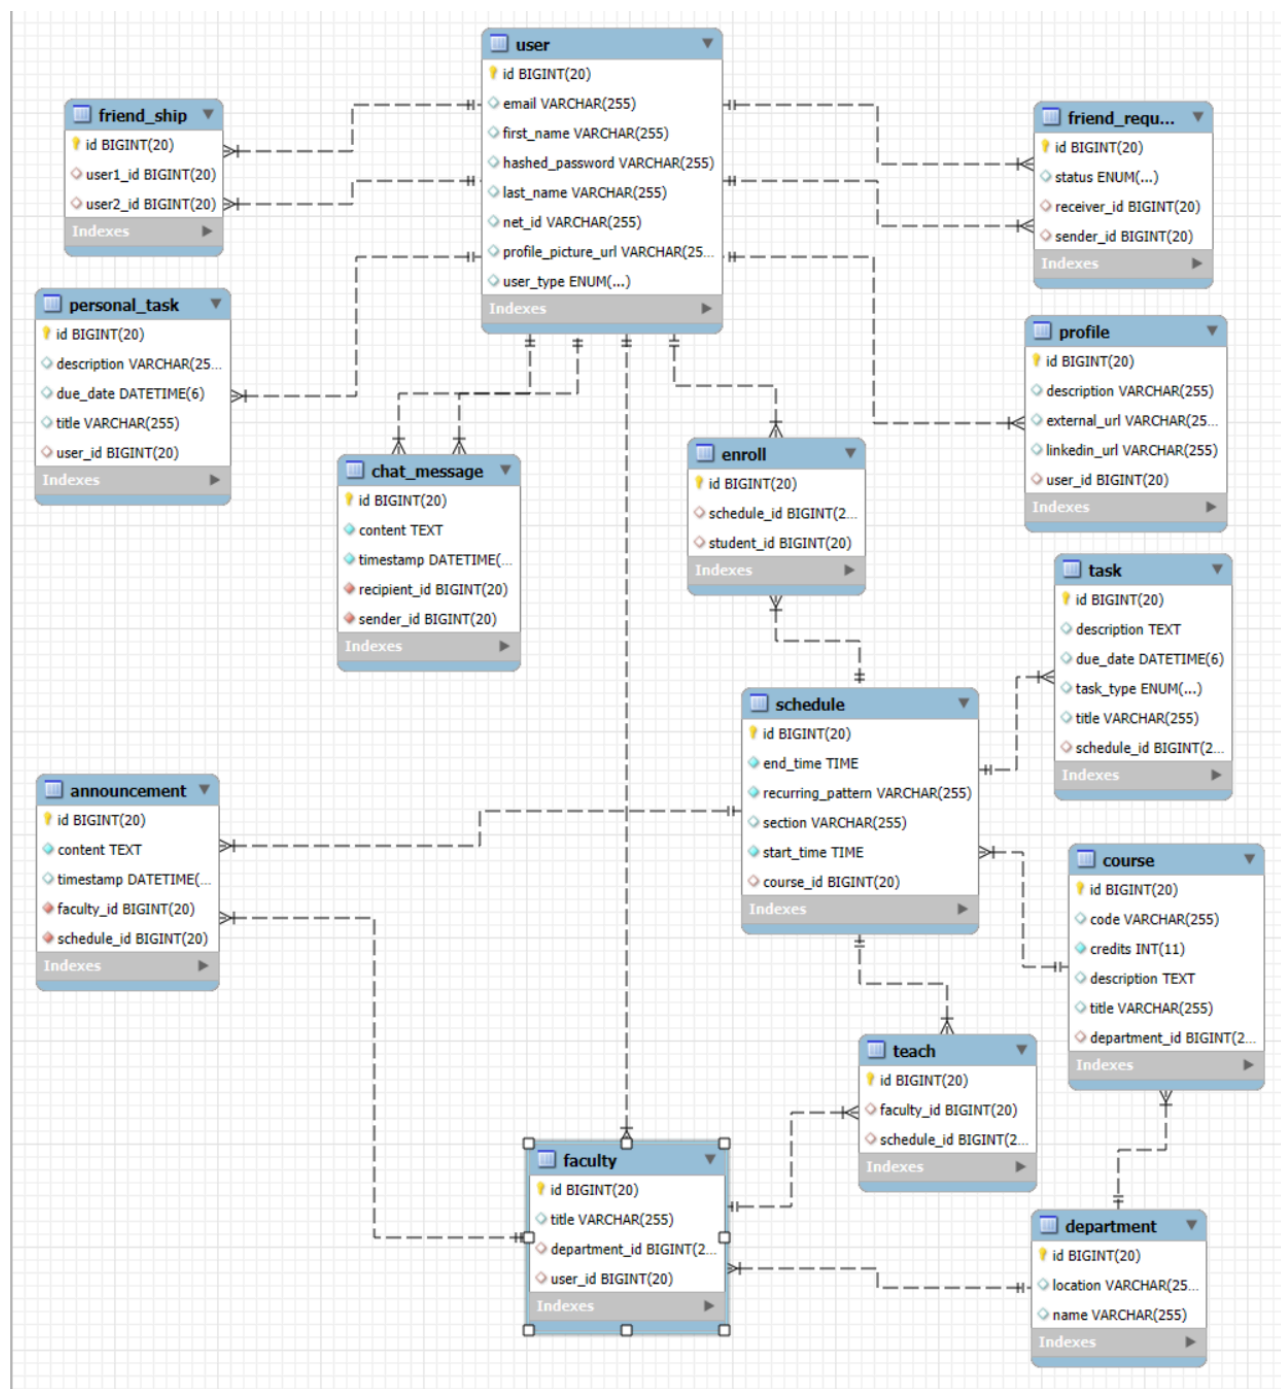 user
id BIGINT(20)
email VARCHAR(255)
first_name VARCHAR(255)
hashed_password VARCHAR(255)
last_name VARCHAR(255)
net_id VARCHAR(255)
profile_picture_url VARCHAR(25...
user_type ENUM(...)
Indexes
friend_ship
id BIGINT(20)
user1_id BIGINT(20)
user2_id BIGINT(20)
Indexes
friend_requ...
id BIGINT(20)
status ENUM(...)
receiver_id BIGINT(20)
sender_id BIGINT(20)
Indexes
personal_task
id BIGINT(20)
description VARCHAR(25...
due_date DATETIME(6)
title VARCHAR(255)
user_id BIGINT(20)
Indexes
profile
id BIGINT(20)
description VARCHAR(255)
external_url VARCHAR(25...
linkedin_url VARCHAR(255)
user_id BIGINT(20)
Indexes
chat_message
id BIGINT(20)
content TEXT
timestamp DATETIME(...
recipient_id BIGINT(20)
sender_id BIGINT(20)
Indexes
enroll
id BIGINT(20)
schedule_id BIGINT(2...
student_id BIGINT(20)
Indexes
task
id BIGINT(20)
description TEXT
due_date DATETIME(6)
task_type ENUM(...)
title VARCHAR(255)
schedule_id BIGINT(2...
Indexes
schedule
id BIGINT(20)
end_time TIME
recurring_pattern VARCHAR(255)
section VARCHAR(255)
start_time TIME
course_id BIGINT(20)
Indexes
announcement
id BIGINT(20)
content TEXT
timestamp DATETIME(...
faculty_id BIGINT(20)
schedule_id BIGINT(20)
Indexes
course
id BIGINT(20)
code VARCHAR(255)
credits INT(11)
description TEXT
title VARCHAR(255)
department_id BIGINT(2...
Indexes
teach
id BIGINT(20)
faculty_id BIGINT(20)
schedule_id BIGINT(2...
Indexes
faculty
id BIGINT(20)
title VARCHAR(255)
department_id BIGINT(2...
user_id BIGINT(20)
Indexes
department
id BIGINT(20)
location VARCHAR(25...
name VARCHAR(255)
Indexes